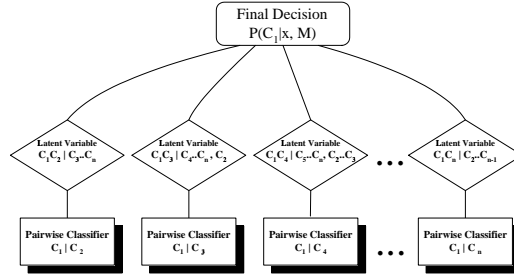 Final Decision
P(C₁|x, M)
Latent Variable
C₁C₂ | C₃..Cₙ
Latent Variable
C₁C₃ | C₄..Cₙ, C₂
Latent Variable
C₁C₄ | C₅..Cₙ, C₂..C₃
...
Latent Variable
C₁Cₙ | C₂..Cₙ₋₁
Pairwise Classifier
C₁ | C₂
Pairwise Classifier
C₁ | C₃
Pairwise Classifier
C₁ | C₄
...
Pairwise Classifier
C₁ | Cₙ